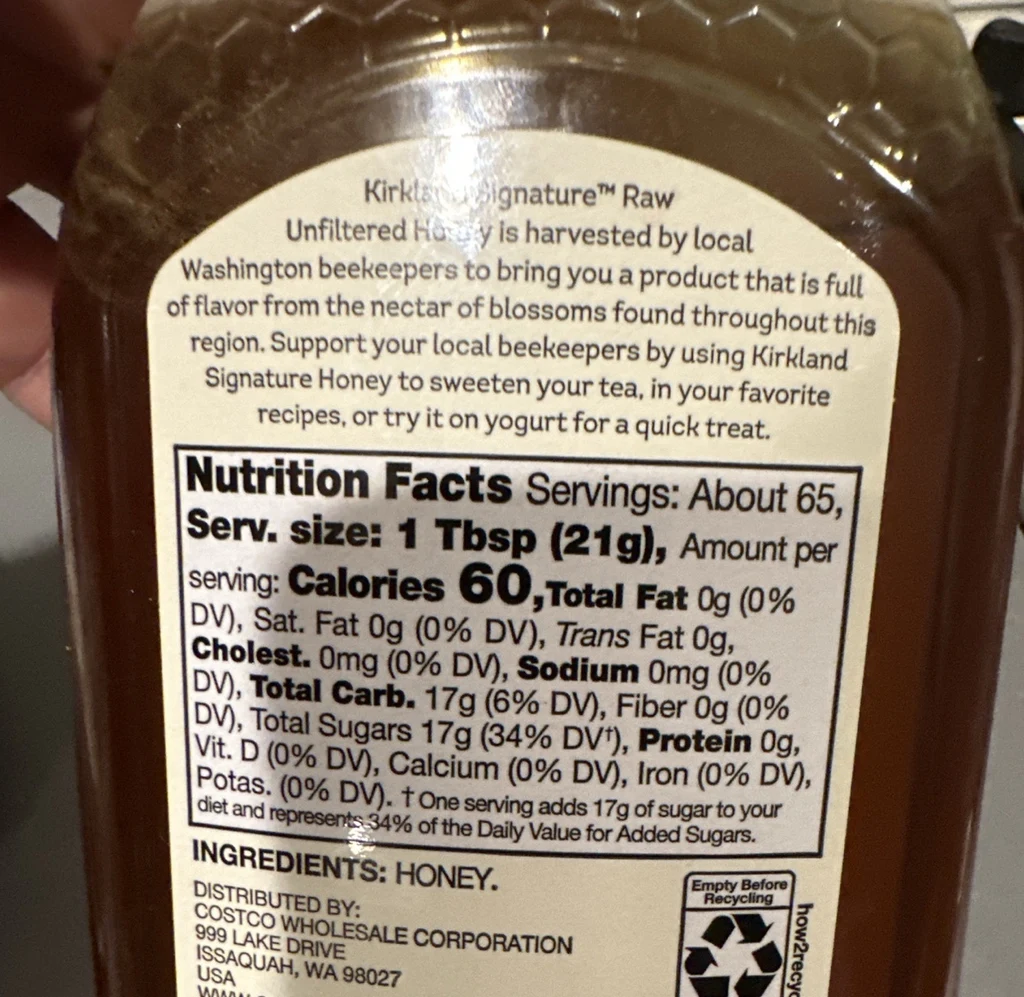 Kirkland Signature™ Raw
Unfiltered Honey is harvested by local
Washington beekeepers to bring you a product that is full
of flavor from the nectar of blossoms found throughout this
region. Support your local beekeepers by using Kirkland
Signature Honey to sweeten your tea, in your favorite
recipes, or try it on yogurt for a quick treat.
Nutrition Facts Servings: About 65,
Serv. size: 1 Tbsp (21g), Amount per
serving: Calories 60, Total Fat 0g (0%
DV), Sat. Fat 0g (0% DV), Trans Fat 0g,
Cholest. 0mg (0% DV), Sodium 0mg (0%
DV), Total Carb. 17g (6% DV), Fiber 0g (0%
DV), Total Sugars 17g (34% DV†), Protein 0g,
Vit. D (0% DV), Calcium (0% DV), Iron (0% DV),
Potas. (0% DV). † One serving adds 17g of sugar to your
diet and represents 34% of the Daily Value for Added Sugars.
INGREDIENTS: HONEY.
DISTRIBUTED BY:
COSTCO WHOLESALE CORPORATION
999 LAKE DRIVE
ISSAQUAH, WA 98027
USA
Empty Before
Recycling
how2recyc